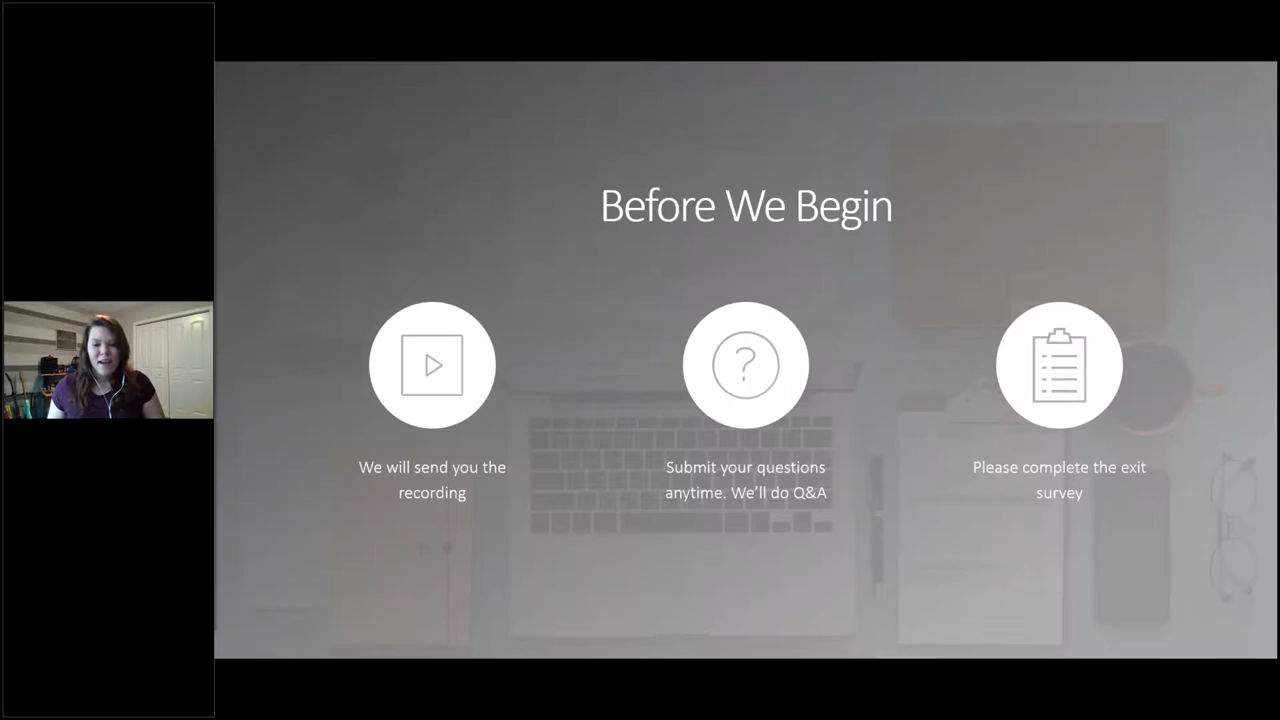 Before We Begin
We will send you the
recording
Submit your questions
anytime. We'll do Q&A
Please complete the exit
survey